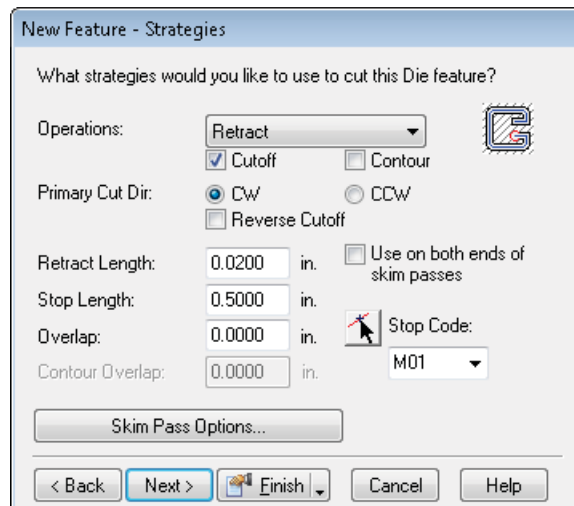 New Feature - Strategies
What strategies would you like to use to cut this Die feature?
Operations: Retract
Cutoff Contour
Primary Cut Dir: CW CCW
Reverse Cutoff
Retract Length: 0.0200 in. Use on both ends of
skim passes
Stop Length: 0.5000 in.
Overlap: 0.0000 in. Stop Code:
M01
Contour Overlap: 0.0000 in.
Skim Pass Options...
< Back Next > Finish Cancel Help